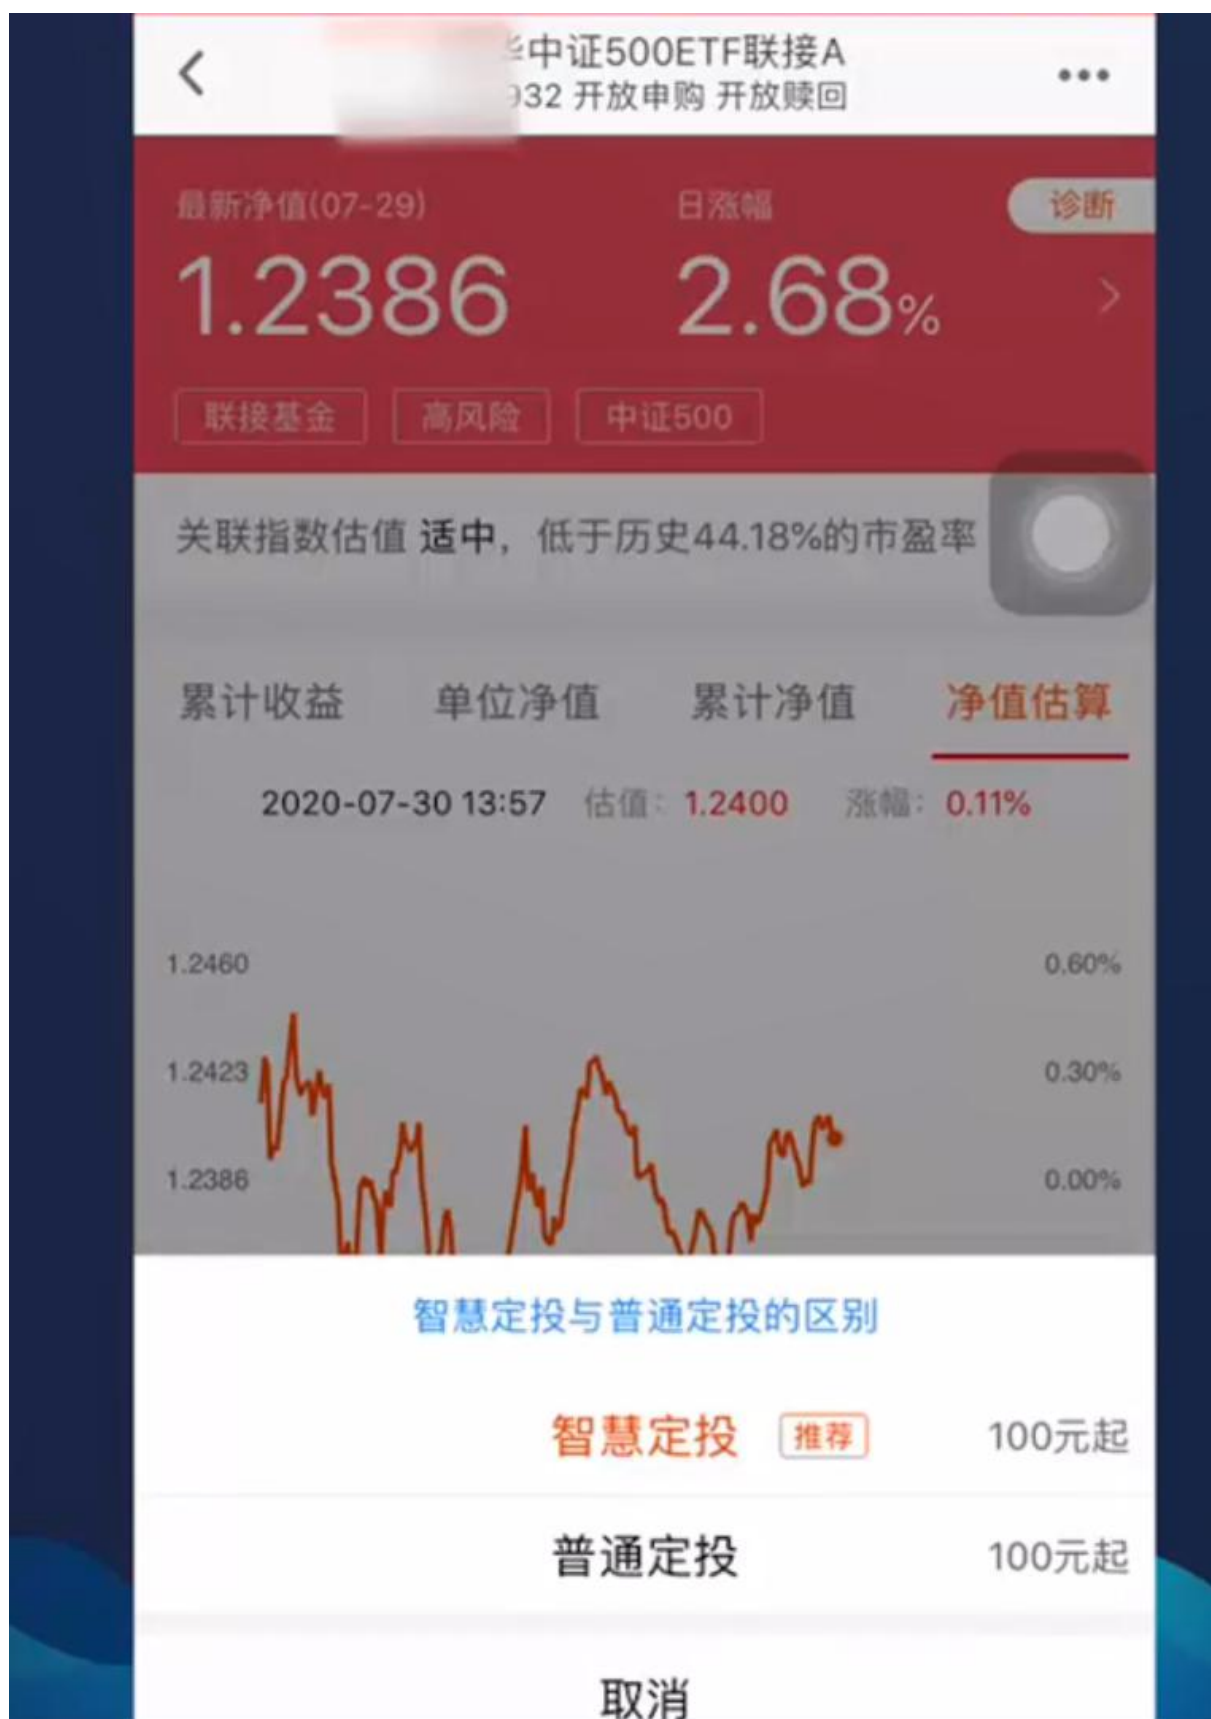 中证500ETF联接A
932 开放申购 开放赎回
最新净值(07-29)
日涨幅
诊断
1.2386
2.68%
联接基金
高风险
中证500
关联指数估值 适中，低于历史44.18%的市盈率
累计收益
单位净值
累计净值
净值估算
2020-07-30 13:57 估值：1.2400 涨幅：0.11%
1.2460
0.60%
1.2423
0.30%
1.2386
0.00%
智慧定投与普通定投的区别
智慧定投 推荐 100元起
普通定投 100元起
取消